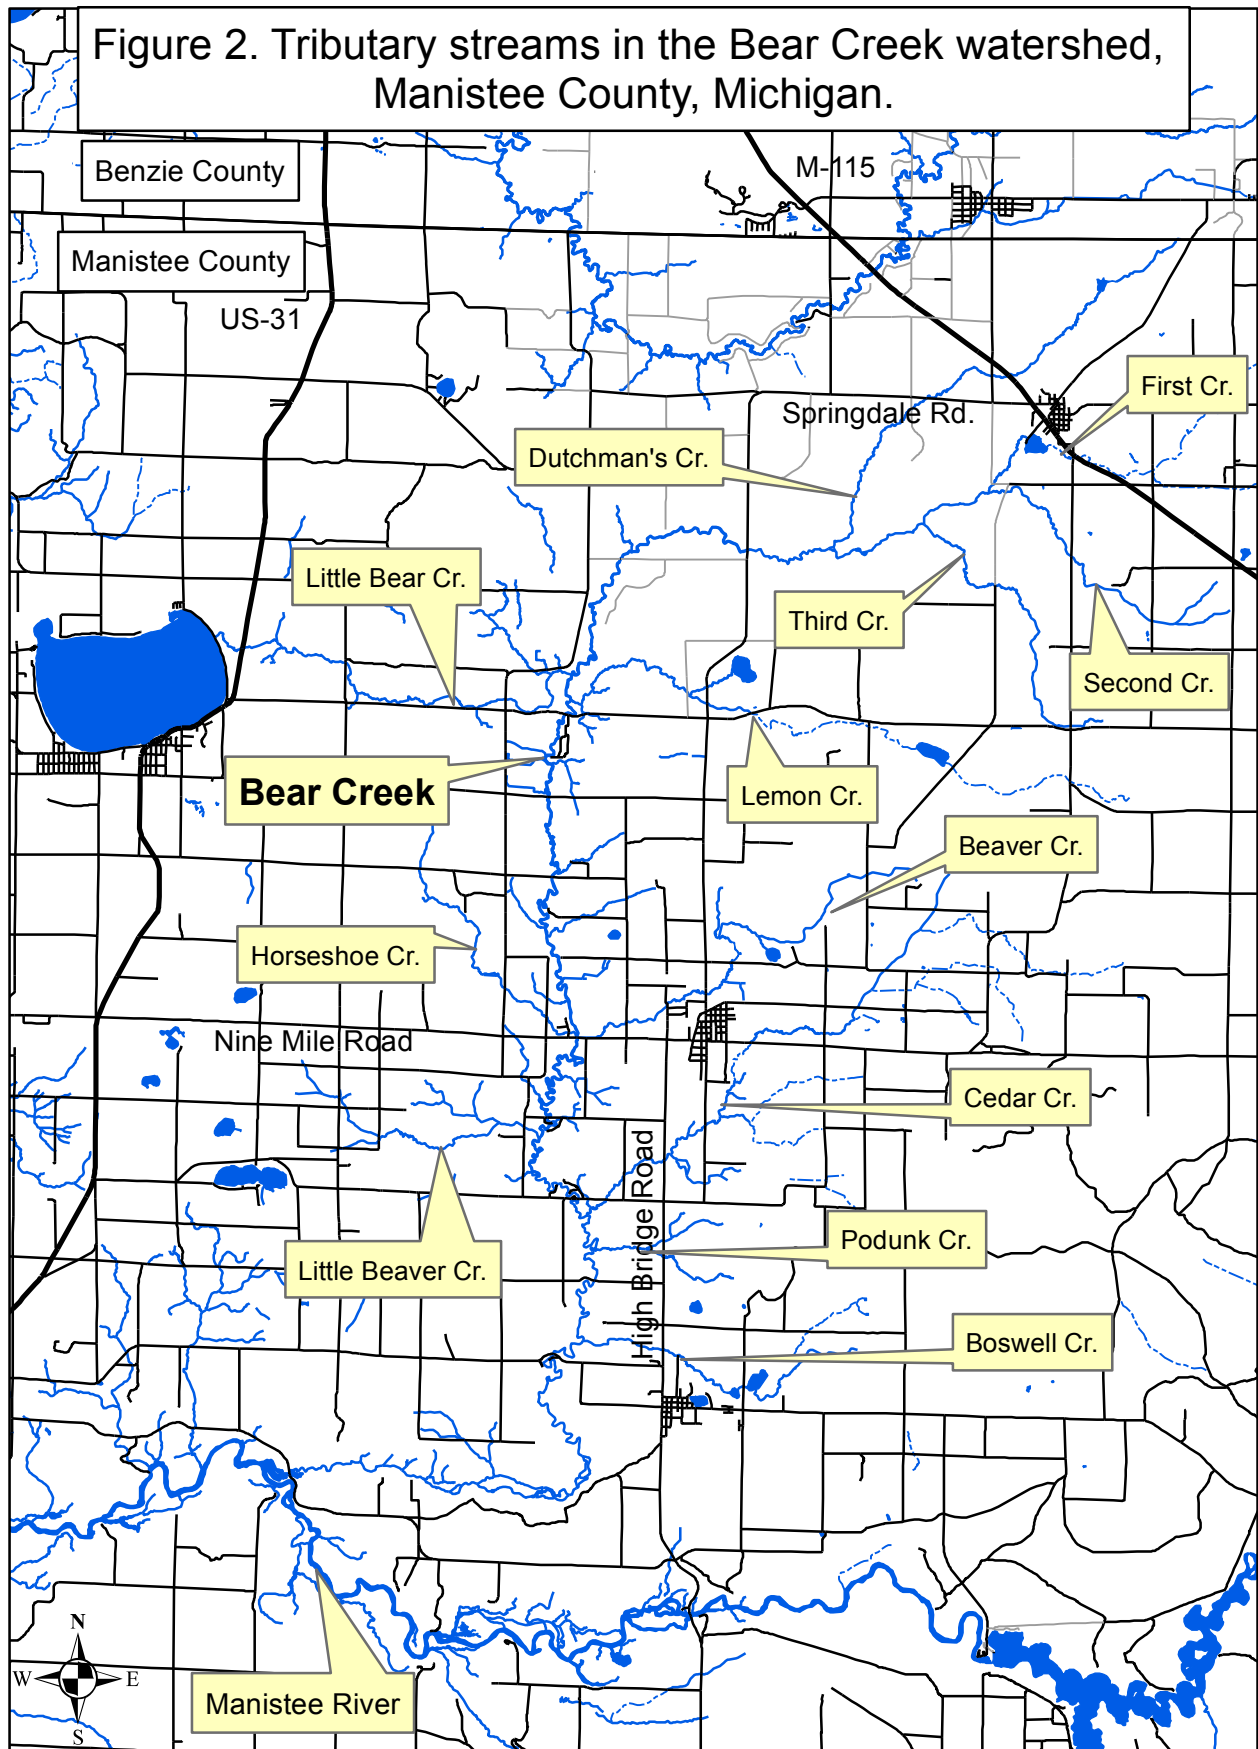 Figure 2. Tributary streams in the Bear Creek watershed,
Manistee County, Michigan.
Benzie County
M-115
Manistee County
US-31
First Cr.
Springdale Rd.
Dutchman's Cr.
Little Bear Cr.
Third Cr.
Second Cr.
Bear Creek
Lemon Cr.
Beaver Cr.
Horseshoe Cr.
Nine Mile Road
Cedar Cr.
High Bridge Road
Podunk Cr.
Little Beaver Cr.
Boswell Cr.
N
W
E
S
Manistee River